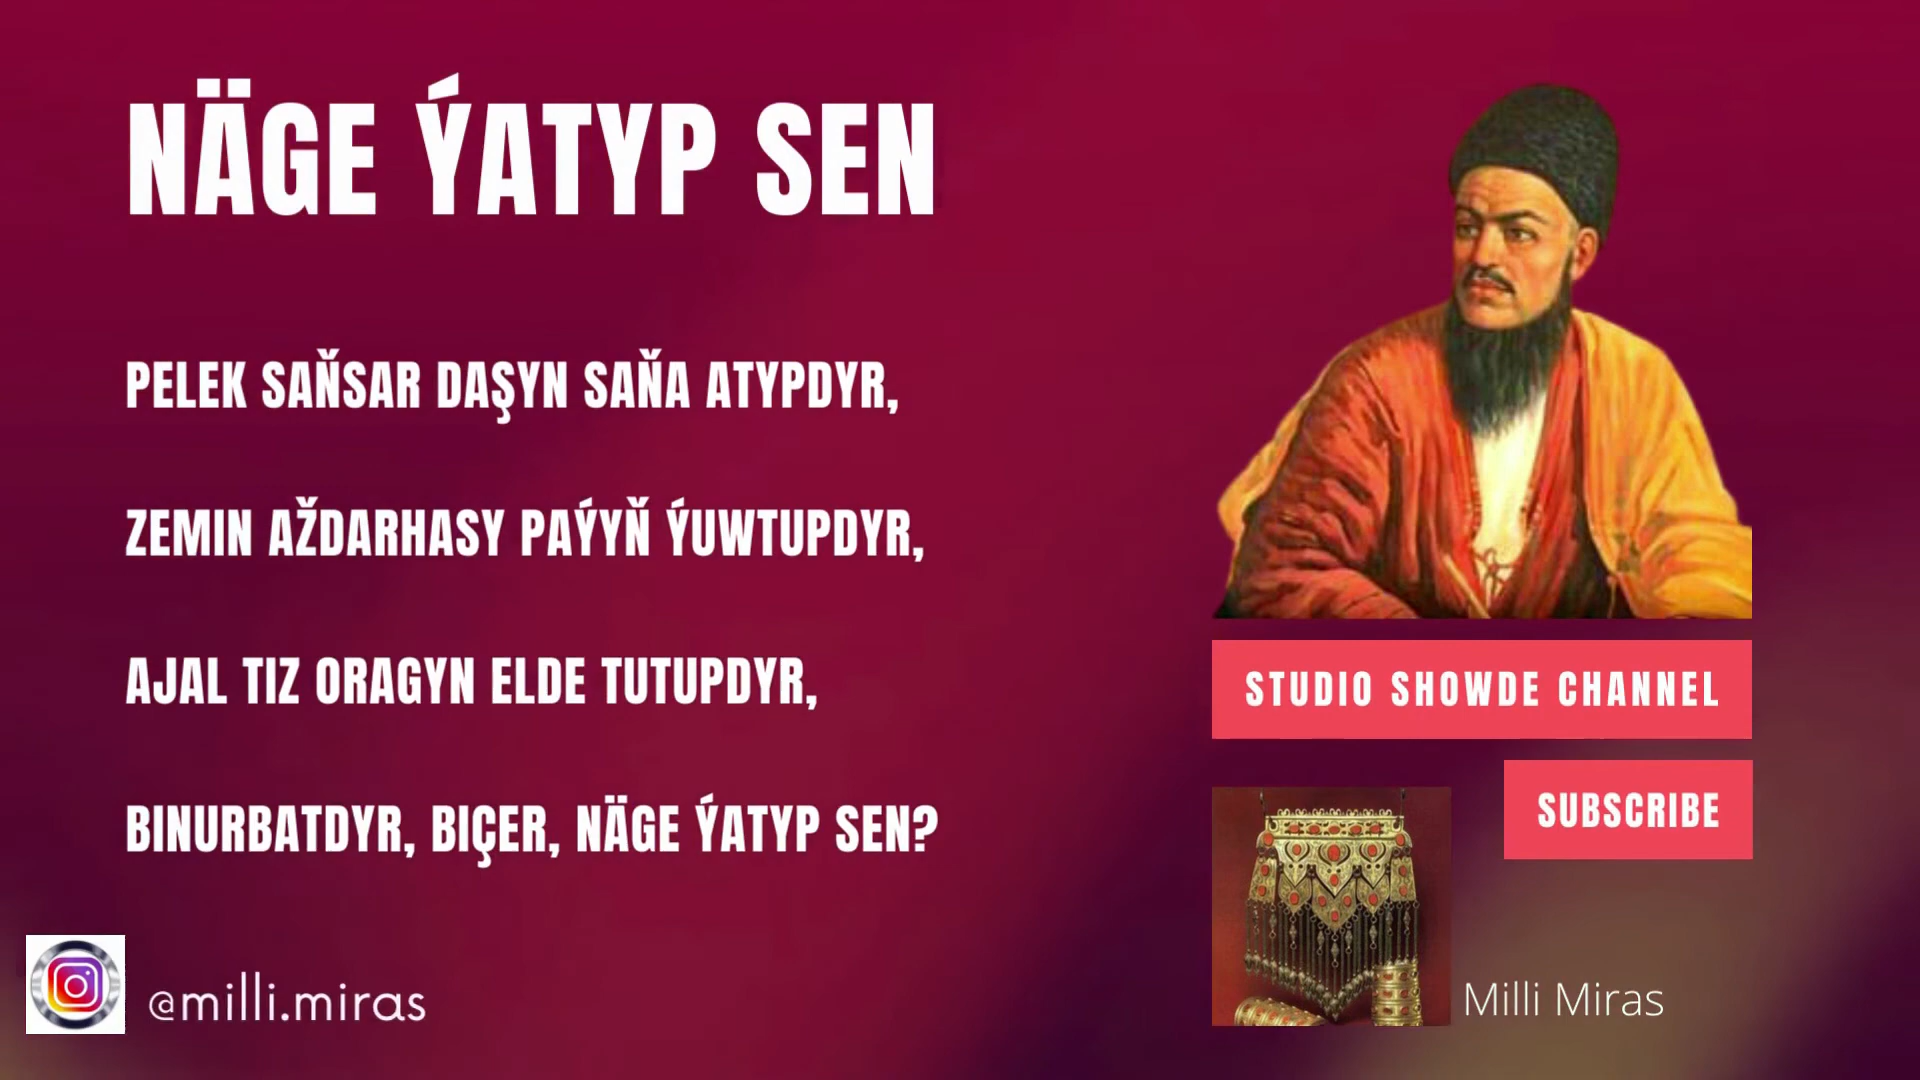 NÄGE ÝATYP SEN
PELEK SAŇSAR DAŞYN SAŇA ATYPDYR,
ZEMIN AŽDARHASY PAÝYŇ ÝUWTUPDYR,
AJAL TIZ ORAGYN ELDE TUTUPDYR,
BINURBATDYR, BIÇER, NÄGE ÝATYP SEN?
@milli.miras
STUDIO SHOWDE CHANNEL
SUBSCRIBE
Milli Miras